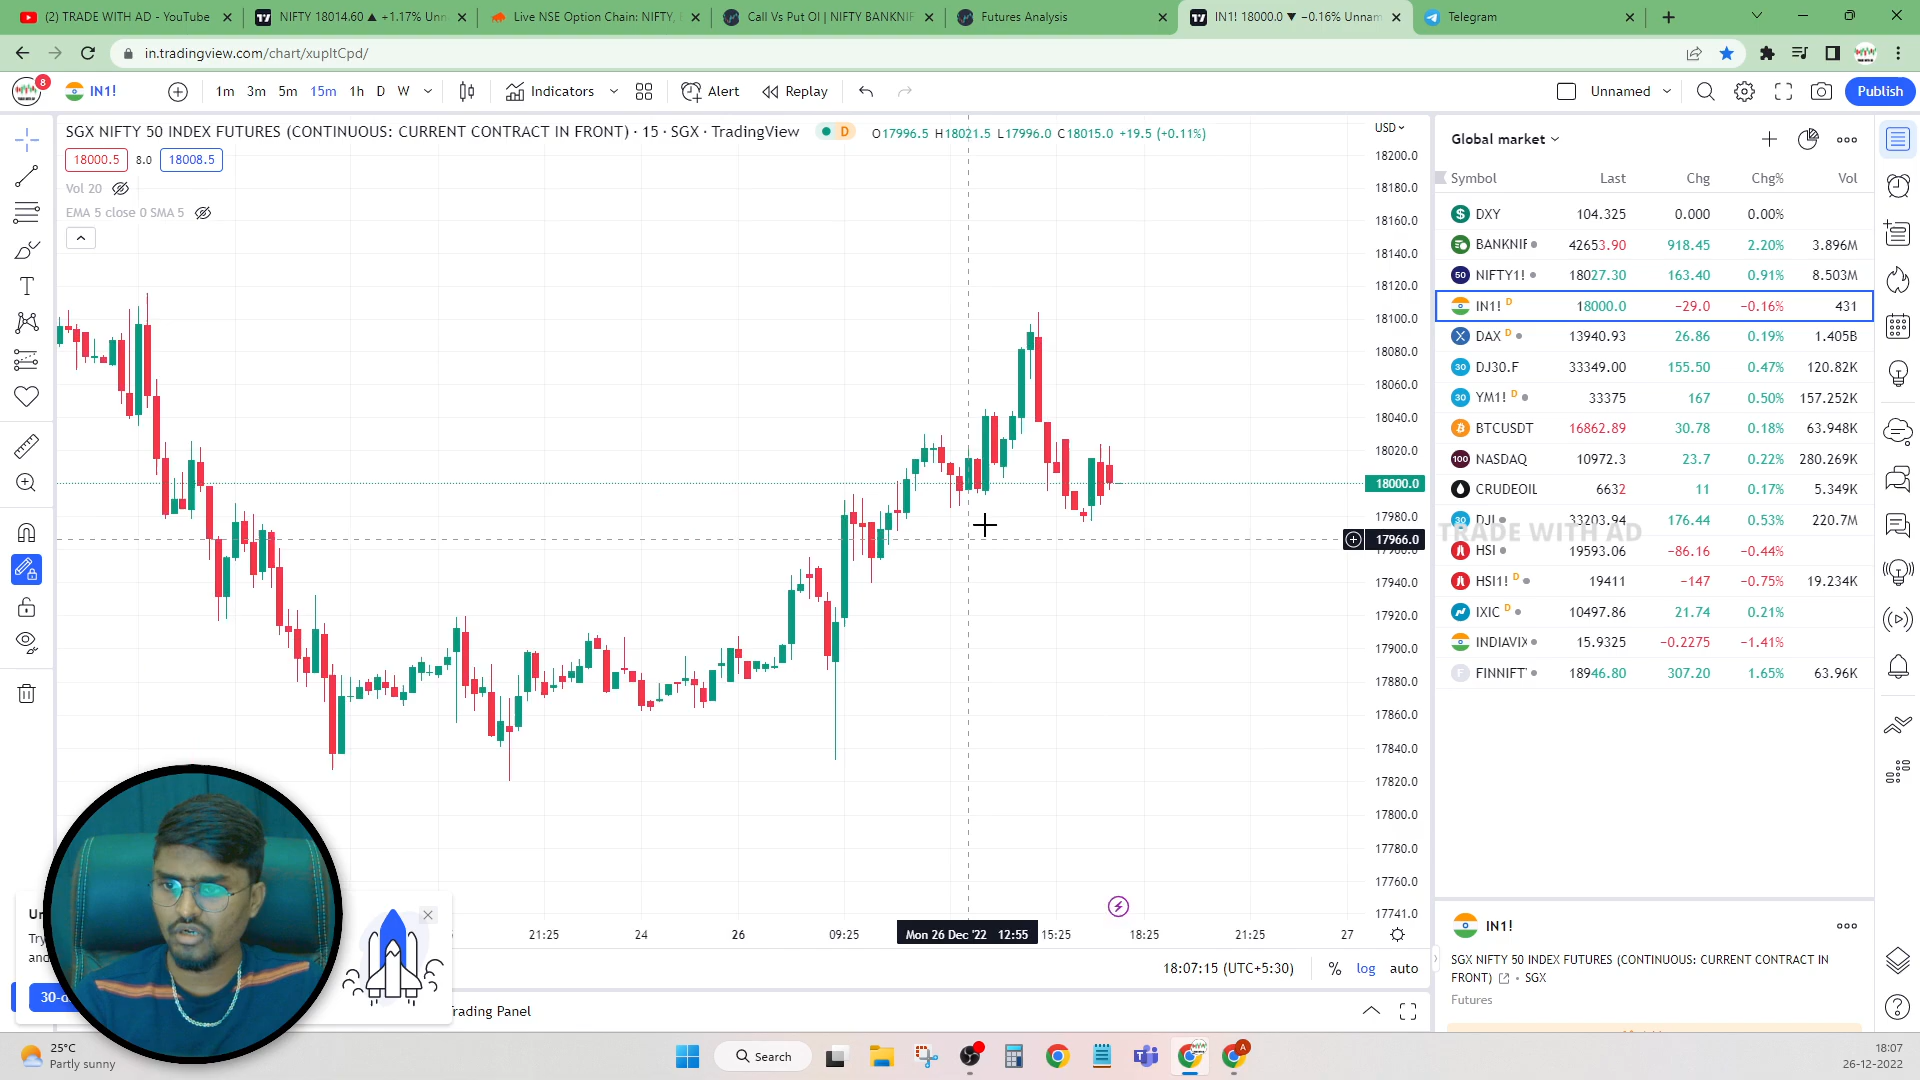 (2) TRADE WITH AD - YouTube
NIFTY 18014.60 ▲ +1.17% Unn
Live NSE Option Chain: NIFTY,
Call Vs Put OI | NIFTY BANKNIF
Futures Analysis
IN1! 18000.0 ▼ −0.16% Unnam
Telegram
in.tradingview.com/chart/xupItCpd/
8
IN1!
1m 3m 5m 15m 1h D W
Indicators
Alert
Replay
Unnamed
Publish
SGX NIFTY 50 INDEX FUTURES (CONTINUOUS: CURRENT CONTRACT IN FRONT) · 15 · SGX · TradingView
D
O17996.5 H18021.5 L17996.0 C18015.0 +19.5 (+0.11%)
USD
18000.5 8.0 18008.5
Vol 20
EMA 5 close 0 SMA 5
18200.0
18180.0
18160.0
18140.0
18120.0
18100.0
18080.0
18060.0
18040.0
18020.0
18000.0
17980.0
17966.0
17960.0
17940.0
17920.0
17900.0
17880.0
17860.0
17840.0
17820.0
17800.0
17780.0
17760.0
17741.0
21:25 24 26 09:25 Mon 26 Dec '22 12:55 15:25 18:25 21:25 27
18:07:15 (UTC+5:30) % log auto
Trading Panel
Global market
Symbol Last Chg Chg% Vol
DXY 104.325 0.000 0.00%
BANKNIF 42653.90 918.45 2.20% 3.896M
50 NIFTY1! 18027.30 163.40 0.91% 8.503M
IN1! D 18000.0 −29.0 −0.16% 431
DAX D 13940.93 26.86 0.19% 1.405B
30 DJ30.F 33349.00 155.50 0.47% 120.82K
30 YM1! D 33375 167 0.50% 157.252K
BTCUSDT 16862.89 30.78 0.18% 63.948K
100 NASDAQ 10972.3 23.7 0.22% 280.269K
CRUDEOIL 6632 11 0.17% 5.349K
30 DJI 33203.94 176.44 0.53% 220.7M
TRADE WITH AD
HSI 19593.06 −86.16 −0.44%
HSI1! D 19411 −147 −0.75% 19.234K
IXIC D 10497.86 21.74 0.21%
INDIAVIX 15.9325 −0.2275 −1.41%
F FINNIFT 18946.80 307.20 1.65% 63.96K
IN1!
SGX NIFTY 50 INDEX FUTURES (CONTINUOUS: CURRENT CONTRACT IN
FRONT) · SGX
Futures
Try
and
30-d
25°C
Partly sunny
Search
18:07
26-12-2022